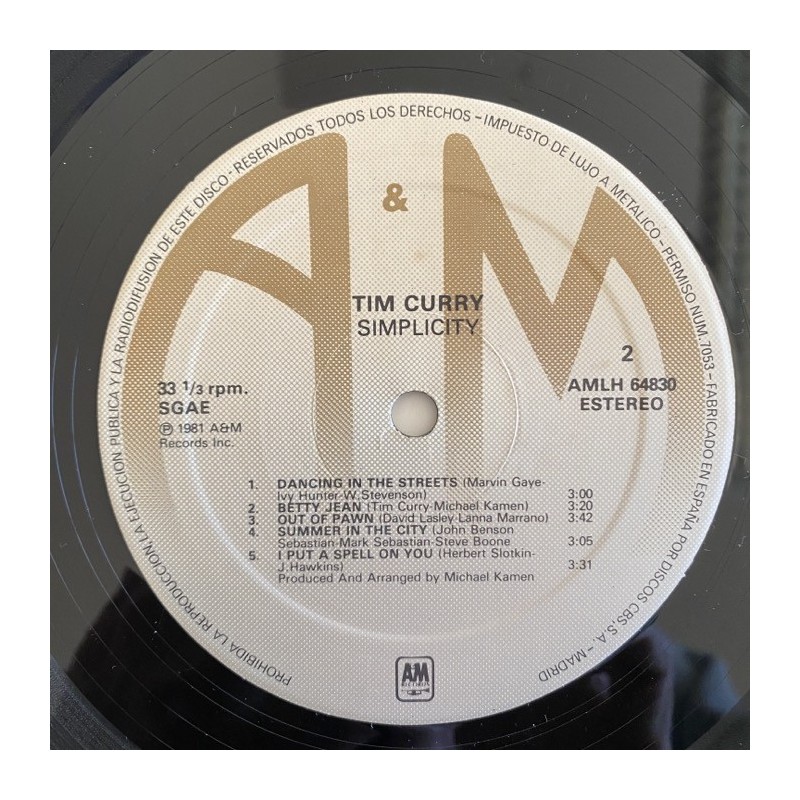 PROHIBIDA LA REPRODUCCION, LA EJECUCION PUBLICA Y LA RADIODIFUSION DE ESTE DISCO - RESERVADOS TODOS LOS DERECHOS - IMPUESTO DE LUJO A METALICO - PERMISO NUM. 7053 - FABRICADO EN ESPAÑA POR DISCOS CBS, S.A. - MADRID
A & M
TIM CURRY
SIMPLICITY
33 1/3 rpm.
SGAE
℗ 1981 A&M
Records Inc.
2
AMLH 64830
ESTEREO
1. DANCING IN THE STREETS (Marvin Gaye-
Ivy Hunter-W.Stevenson) 3:00
2. BETTY JEAN (Tim Curry-Michael Kamen) 3:20
3. OUT OF PAWN (David Lasley-Lanna Marrano) 3:42
4. SUMMER IN THE CITY (John Benson
Sebastian-Mark Sebastian-Steve Boone 3:05
5. I PUT A SPELL ON YOU (Herbert Slotkin-
J.Hawkins) 3:31
Produced And Arranged by Michael Kamen
AM
RECORDS